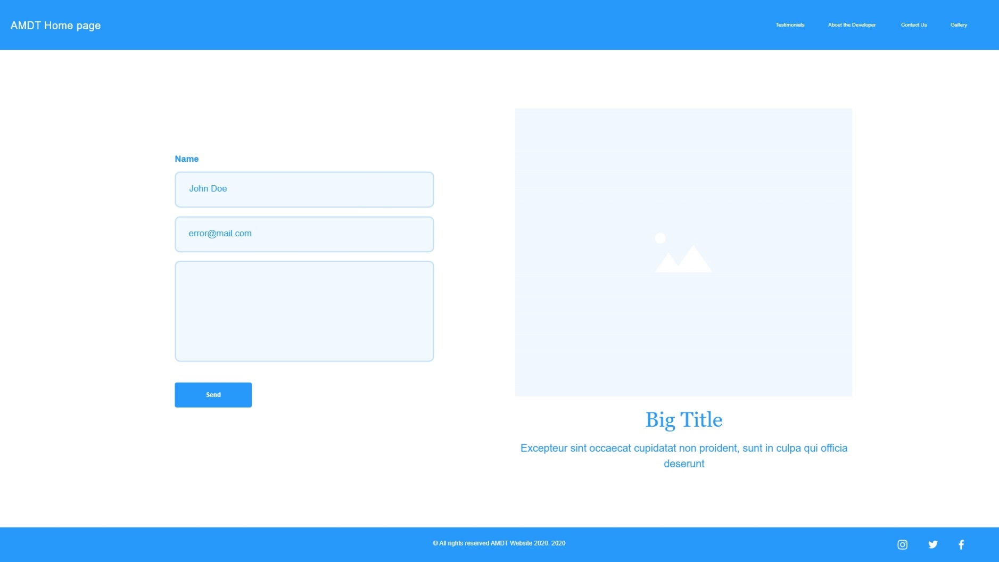 AMDT Home page
Testimonials
About the Developer
Contact Us
Gallery
Name
John Doe
error@mail.com
Send
Big Title
Excepteur sint occaecat cupidatat non proident, sunt in culpa qui officia
deserunt
© All rights reserved AMDT Website 2020. 2020